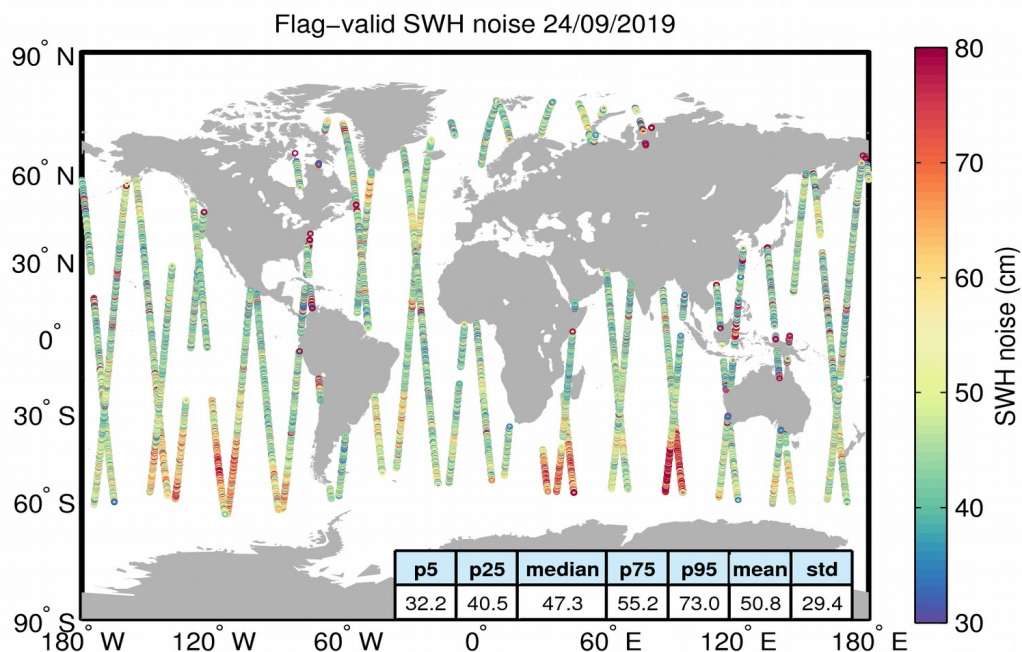 Flag−valid SWH noise 24/09/2019
90° N
60° N
30° N
0°
30° S
60° S
90° S
180° W
120° W
60° W
0°
60° E
120° E
180° E
80
70
60
50
40
30
SWH noise (cm)
p5 p25 median p75 p95 mean std
32.2 40.5 47.3 55.2 73.0 50.8 29.4